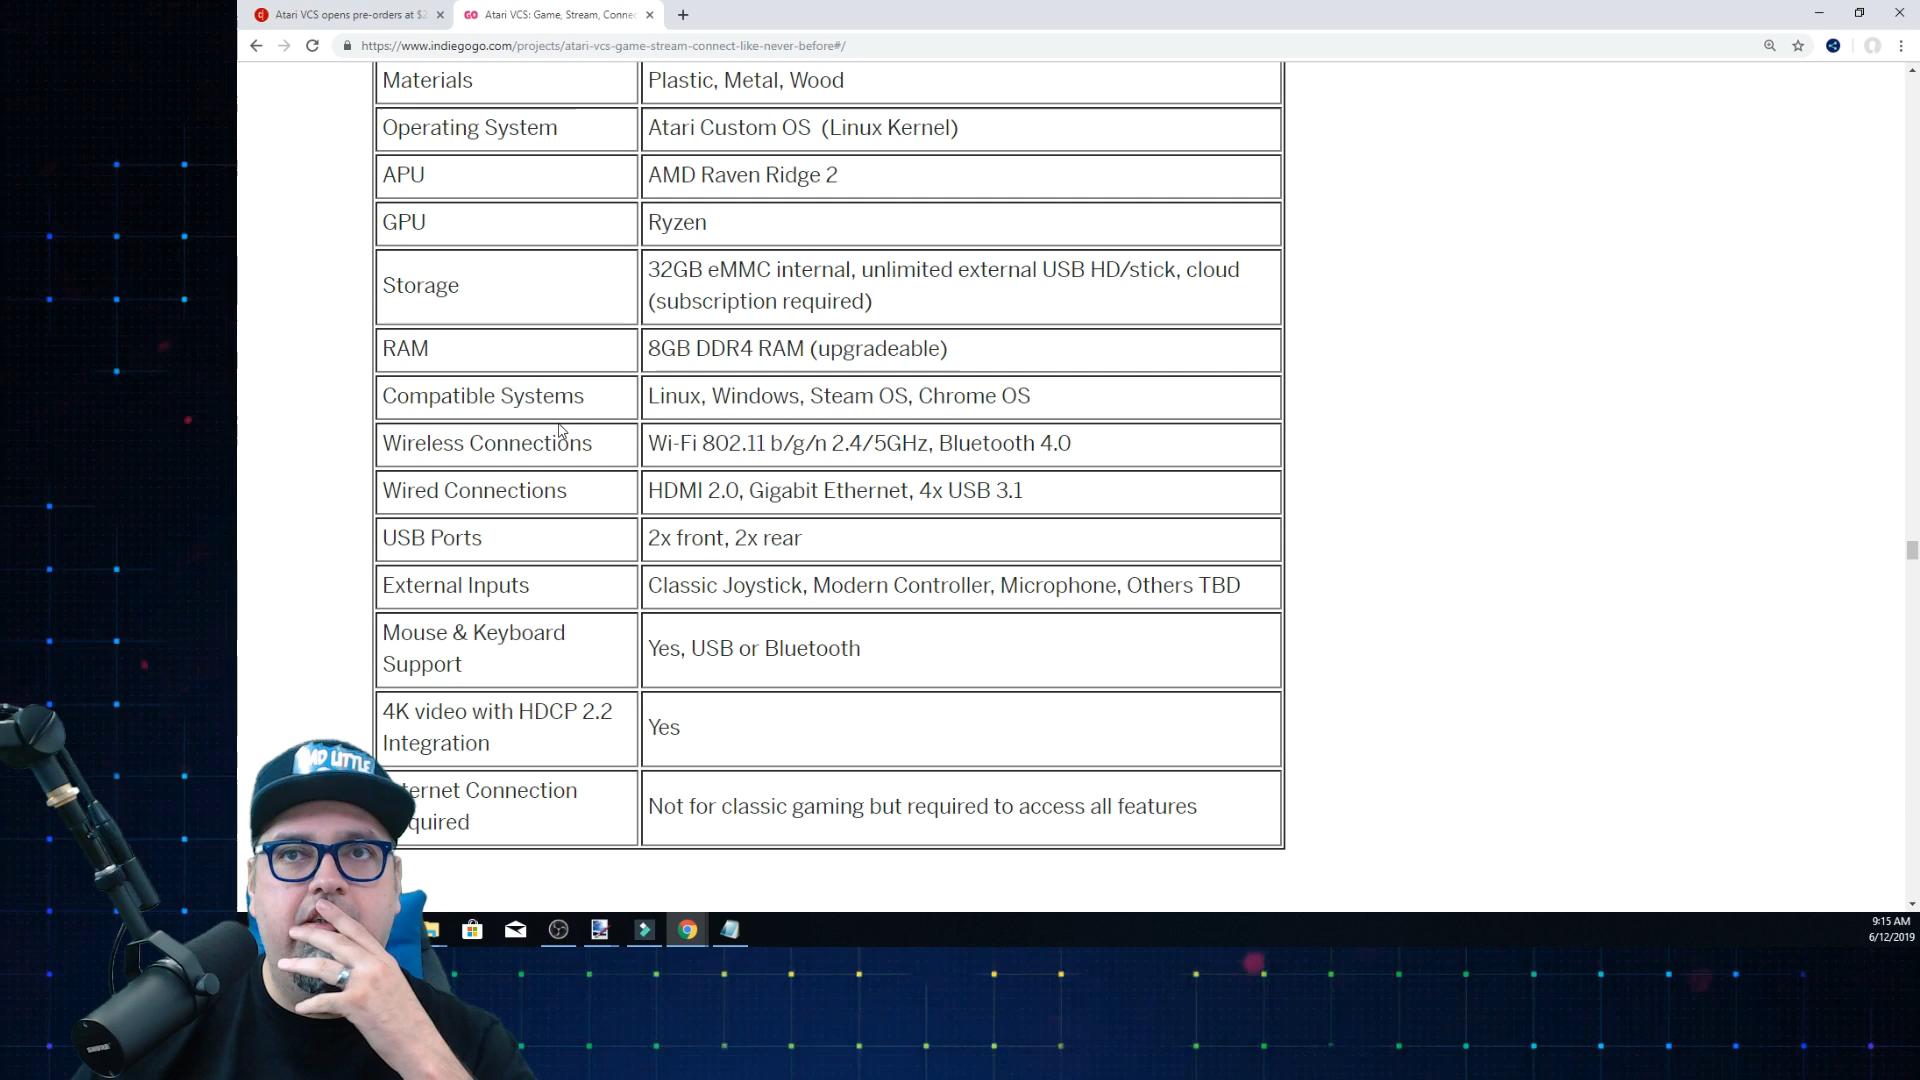 Atari VCS opens pre-orders at $2
Atari VCS: Game, Stream, Connec
https://www.indiegogo.com/projects/atari-vcs-game-stream-connect-like-never-before#/
Materials
Plastic, Metal, Wood
Operating System
Atari Custom OS (Linux Kernel)
APU
AMD Raven Ridge 2
GPU
Ryzen
Storage
32GB eMMC internal, unlimited external USB HD/stick, cloud
(subscription required)
RAM
8GB DDR4 RAM (upgradeable)
Compatible Systems
Linux, Windows, Steam OS, Chrome OS
Wireless Connections
Wi-Fi 802.11 b/g/n 2.4/5GHz, Bluetooth 4.0
Wired Connections
HDMI 2.0, Gigabit Ethernet, 4x USB 3.1
USB Ports
2x front, 2x rear
External Inputs
Classic Joystick, Modern Controller, Microphone, Others TBD
Mouse & Keyboard
Support
Yes, USB or Bluetooth
4K video with HDCP 2.2
Integration
Yes
ternet Connection
quired
Not for classic gaming but required to access all features
AD LITTLE
SHURE
9:15 AM
6/12/2019